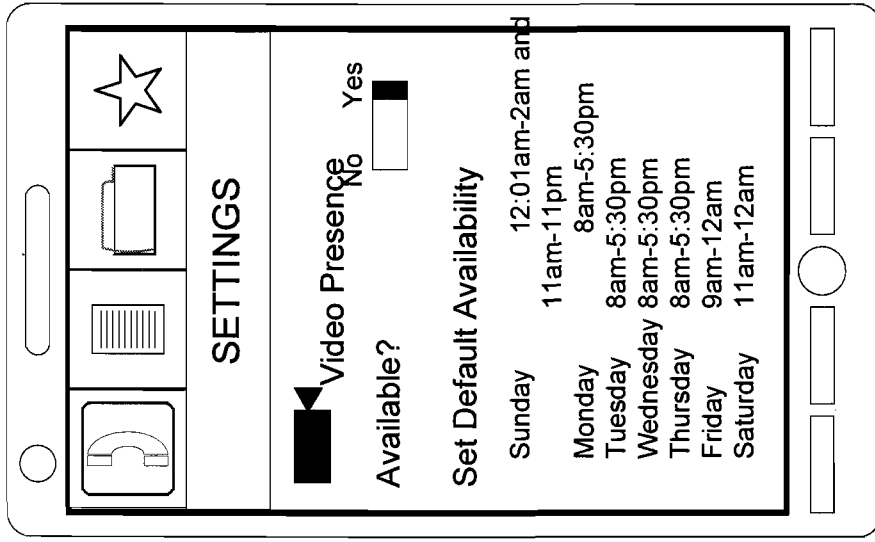 SETTINGS
Video Presence
No Yes
Available?
Set Default Availability
Sunday 12:01am-2am and
11am-11pm
Monday 8am-5:30pm
Tuesday 8am-5:30pm
Wednesday 8am-5:30pm
Thursday 8am-5:30pm
Friday 9am-12am
Saturday 11am-12am